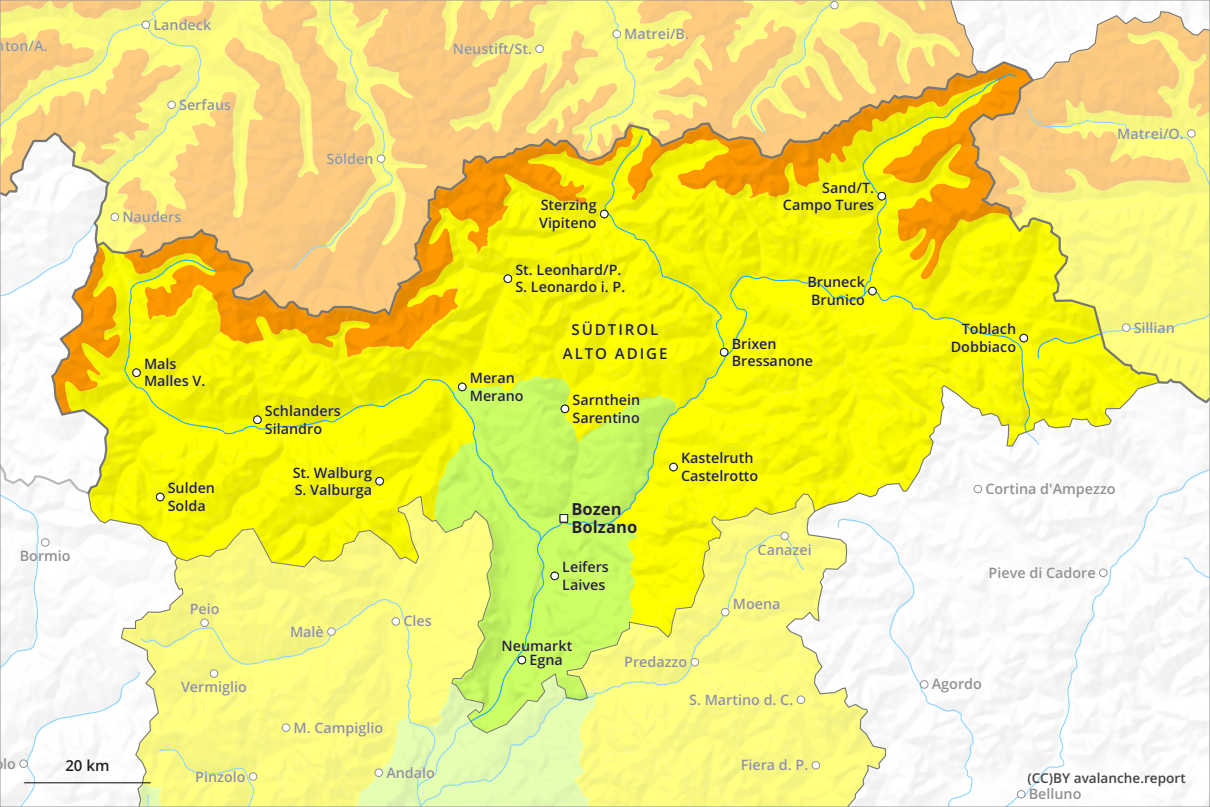 Landeck
nton/A.
Neustift/St.
Matrei/B.
Serfaus
Matrei/O.
Sölden
Sand/T.
Campo Tures
Nauders
Sterzing
Vipiteno
St. Leonhard/P.
S. Leonardo i. P.
Bruneck
Brunico
SÜDTIROL
ALTO ADIGE
Toblach
Dobbiaco
Sillian
Brixen
Bressanone
Mals
Malles V.
Meran
Merano
Sarnthein
Sarentino
Schlanders
Silandro
Kastelruth
Castelrotto
St. Walburg
S. Valburga
Sulden
Solda
Cortina d'Ampezzo
Bozen
Bolzano
Bormio
Canazei
Leifers
Laives
Pieve di Cadore
Peio
Moena
Malè
Cles
Neumarkt
Egna
Predazzo
Vermiglio
Agordo
S. Martino d. C.
M. Campiglio
20 km
lo
Pinzolo
Andalo
Fiera d. P.
(CC)BY avalanche.report
Belluno